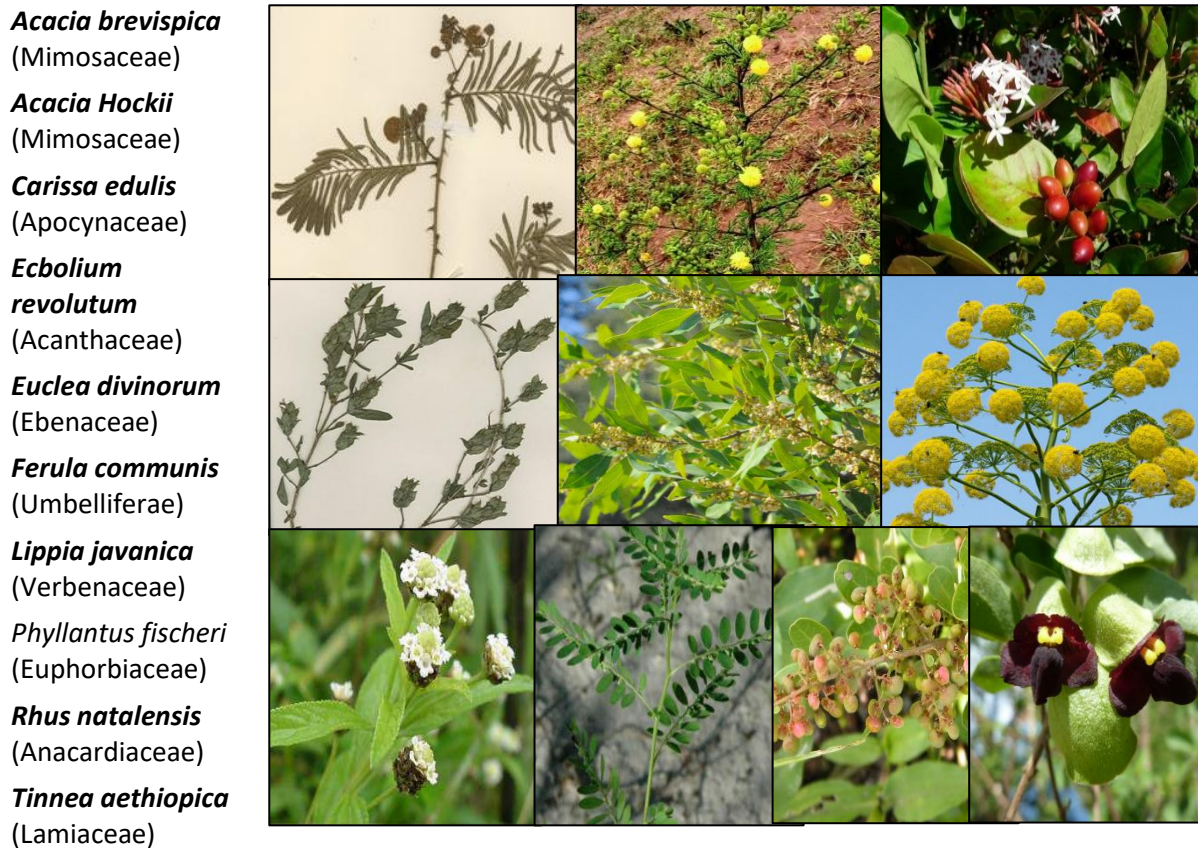 Acacia brevispica
(Mimosaceae)
Acacia Hockii
(Mimosaceae)
Carissa edulis
(Apocynaceae)
Ecbolium
revolutum
(Acanthaceae)
Euclea divinorum
(Ebenaceae)
Ferula communis
(Umbelliferae)
Lippia javanica
(Verbenaceae)
Phyllantus fischeri
(Euphorbiaceae)
Rhus natalensis
(Anacardiaceae)
Tinnea aethiopica
(Lamiaceae)